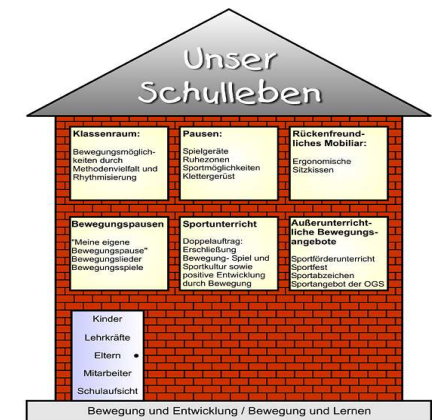 Unser
Schulleben
Klassenraum:
Bewegungsmöglich-
keiten durch
Methodenvielfalt und
Rhythmisierung
Pausen:
Spielgeräte
Ruhezonen
Sportmöglichkeiten
Klettergerüst
Rückenfreund-
liches Mobiliar:
Ergonomische
Sitzkissen
Bewegungspausen
"Meine eigene
Bewegungspause"
Bewegungslieder
Bewegungsspiele
Sportunterricht
Doppelauftrag:
Erschließung
Bewegung- Spiel und
Sportkultur sowie
positive Entwicklung
durch Bewegung
Außerunterricht-
liche Bewegungs-
angebote
Sportförderunterricht
Sportfest
Sportabzeichen
Sportangebot der OGS
Kinder
Lehrkräfte
Eltern
Mitarbeiter
Schulaufsicht
Bewegung und Entwicklung / Bewegung und Lernen